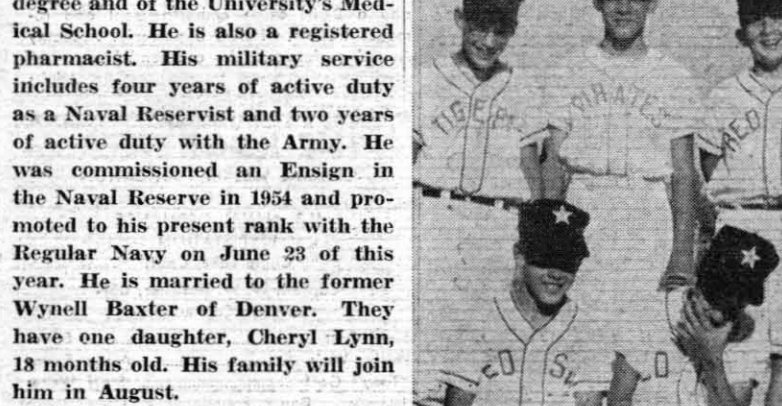 degree and of the University's Med-
ical School. He is also a registered
pharmacist. His military service
includes four years of active duty
as a Naval Reservist and two years
of active duty with the Army. He
was commissioned an Ensign in
the Naval Reserve in 1954 and pro-
moted to his present rank with the
Regular Navy on June 23 of this
year. He is married to the former
Wynell Baxter of Denver. They
have one daughter, Cheryl Lynn,
18 months old. His family will join
him in August.
TIGER
PIRATES
RED